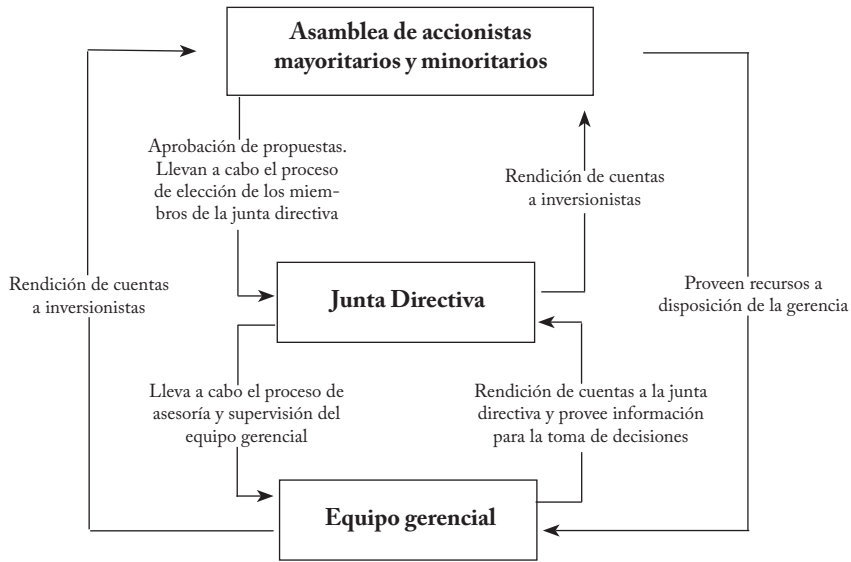 Asamblea de accionistas
mayoritarios y minoritarios
Aprobación de propuestas.
Llevan a cabo el proceso
de elección de los miem-
bros de la junta directiva
Rendición de cuentas
a inversionistas
Rendición de cuentas
a inversionistas
Junta Directiva
Proveen recursos a
disposición de la gerencia
Lleva a cabo el proceso de
asesoría y supervisión del
equipo gerencial
Rendición de cuentas a la junta
directiva y provee información
para la toma de decisiones
Equipo gerencial